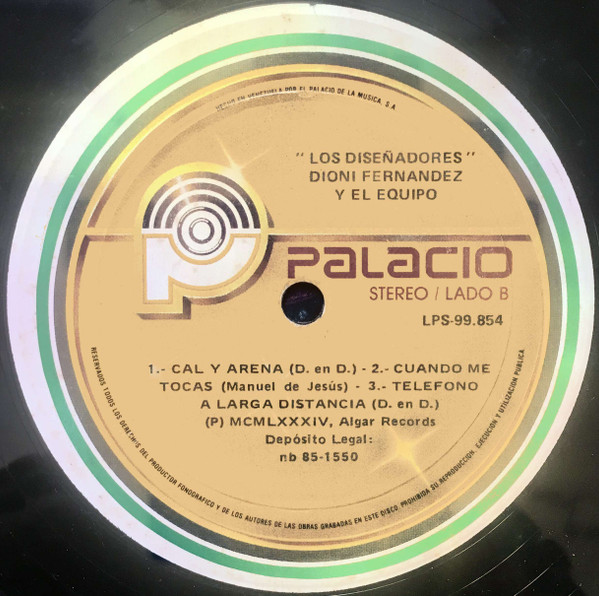 HECHO EN VENEZUELA POR EL PALACIO DE LA MUSICA, S.A.
"LOS DISEÑADORES"
DIONI FERNANDEZ
Y EL EQUIPO
PALACIO
STEREO / LADO B
LPS-99.854
1.- CAL Y ARENA (D. en D.) - 2.- CUANDO ME
TOCAS (Manuel de Jesús) - 3.- TELEFONO
A LARGA DISTANCIA (D. en D.)
(P) MCMLXXXIV, Algar Records
Depósito Legal:
nb 85-1550
RESERVADOS TODOS LOS DERECHOS DEL PRODUCTOR FONOGRAFICO Y DE LOS AUTORES DE LAS OBRAS GRABADAS EN ESTE DISCO. PROHIBIDA SU REPRODUCCION, EJECUCION Y UTILIZACION PUBLICA